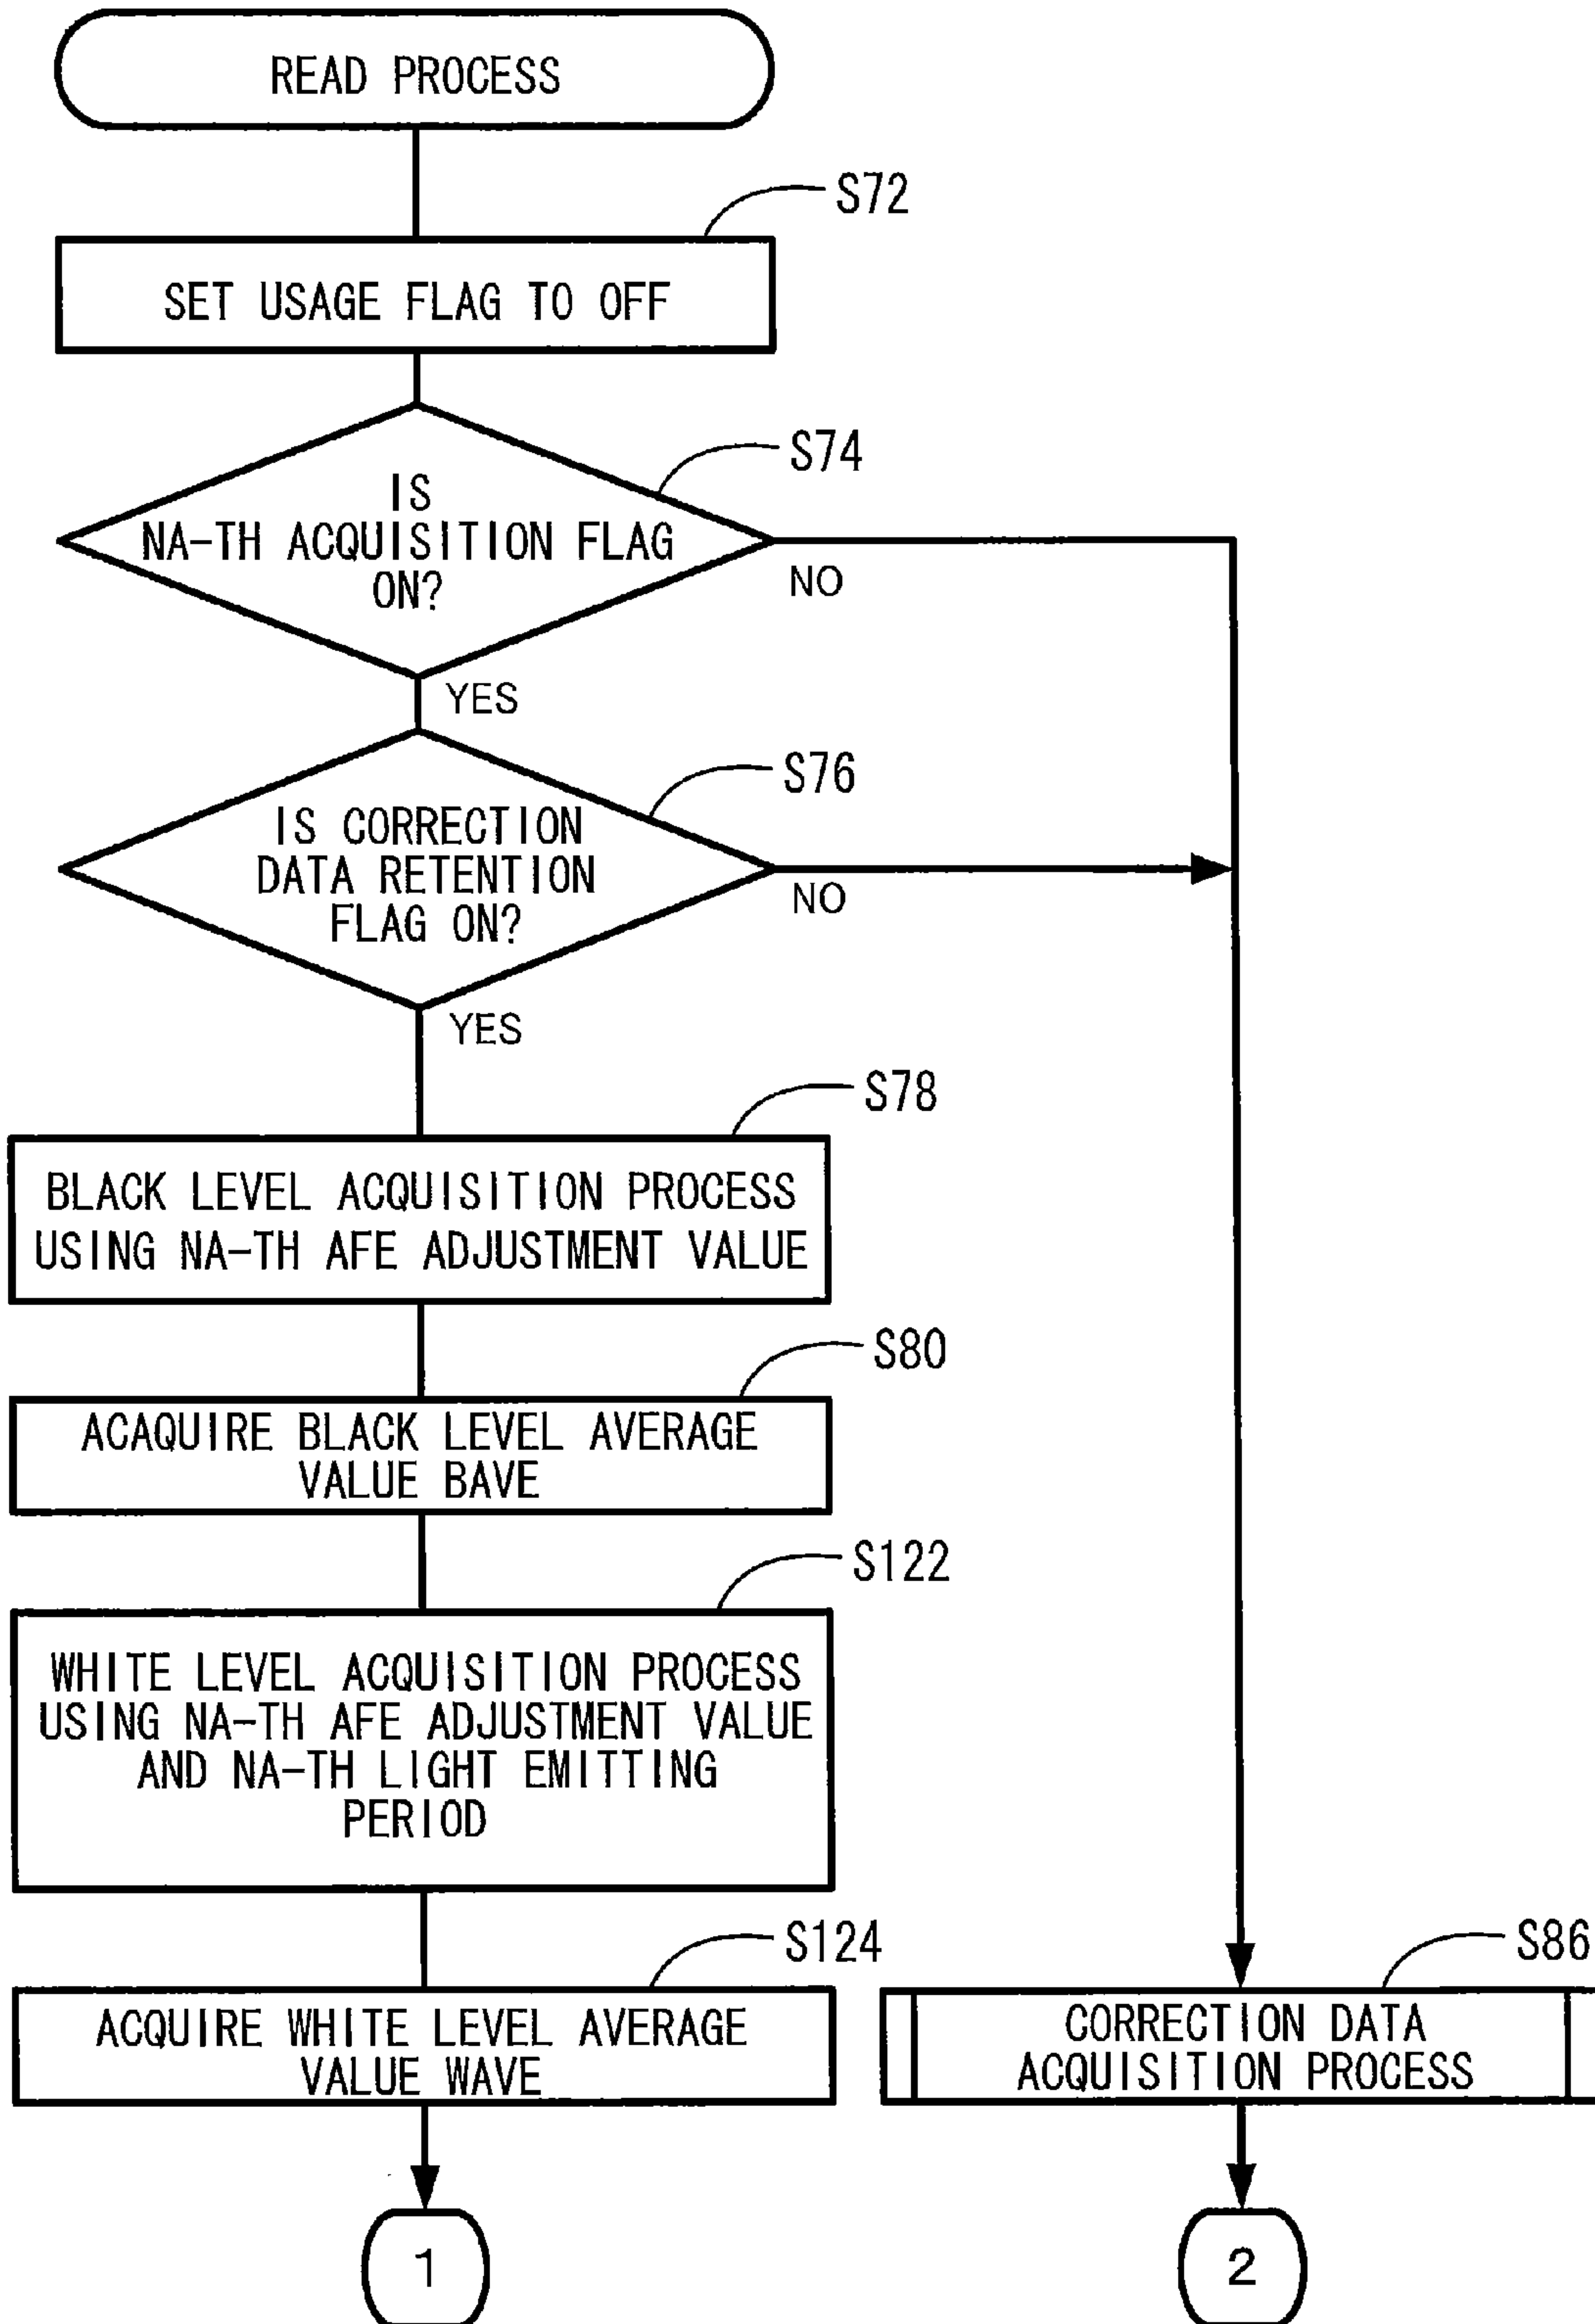 READ PROCESS
S72
SET USAGE FLAG TO OFF
S74
IS
NA-TH ACQUISITION FLAG
ON?
NO
YES
S76
IS CORRECTION
DATA RETENTION
FLAG ON?
NO
YES
S78
BLACK LEVEL ACQUISITION PROCESS
USING NA-TH AFE ADJUSTMENT VALUE
S80
ACAQUIRE BLACK LEVEL AVERAGE
VALUE BAVE
S122
WHITE LEVEL ACQUISITION PROCESS
USING NA-TH AFE ADJUSTMENT VALUE
AND NA-TH LIGHT EMITTING
PERIOD
S124
ACQUIRE WHITE LEVEL AVERAGE
VALUE WAVE
S86
CORRECTION DATA
ACQUISITION PROCESS
1
2